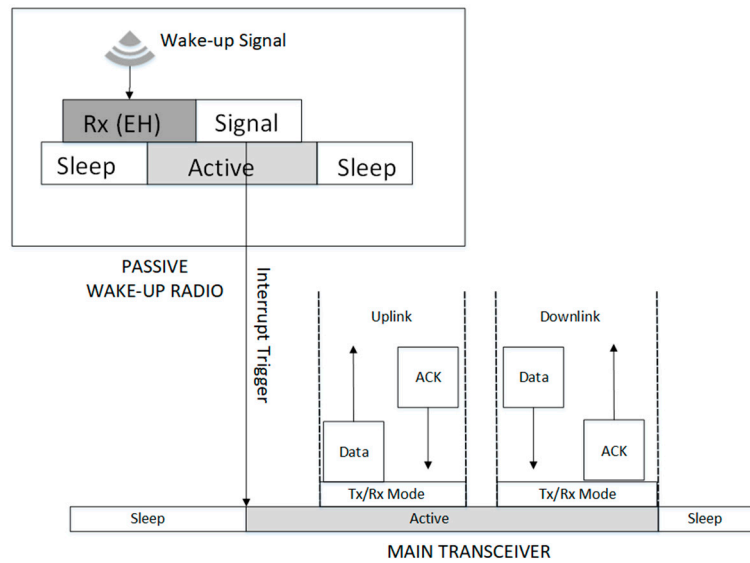 Wake-up Signal
Rx (EH)
Signal
Sleep
Active
Sleep
PASSIVE
WAKE-UP RADIO
Interrupt Trigger
Uplink
Downlink
ACK
Data
Data
ACK
Tx/Rx Mode
Tx/Rx Mode
Sleep
Active
Sleep
MAIN TRANSCEIVER